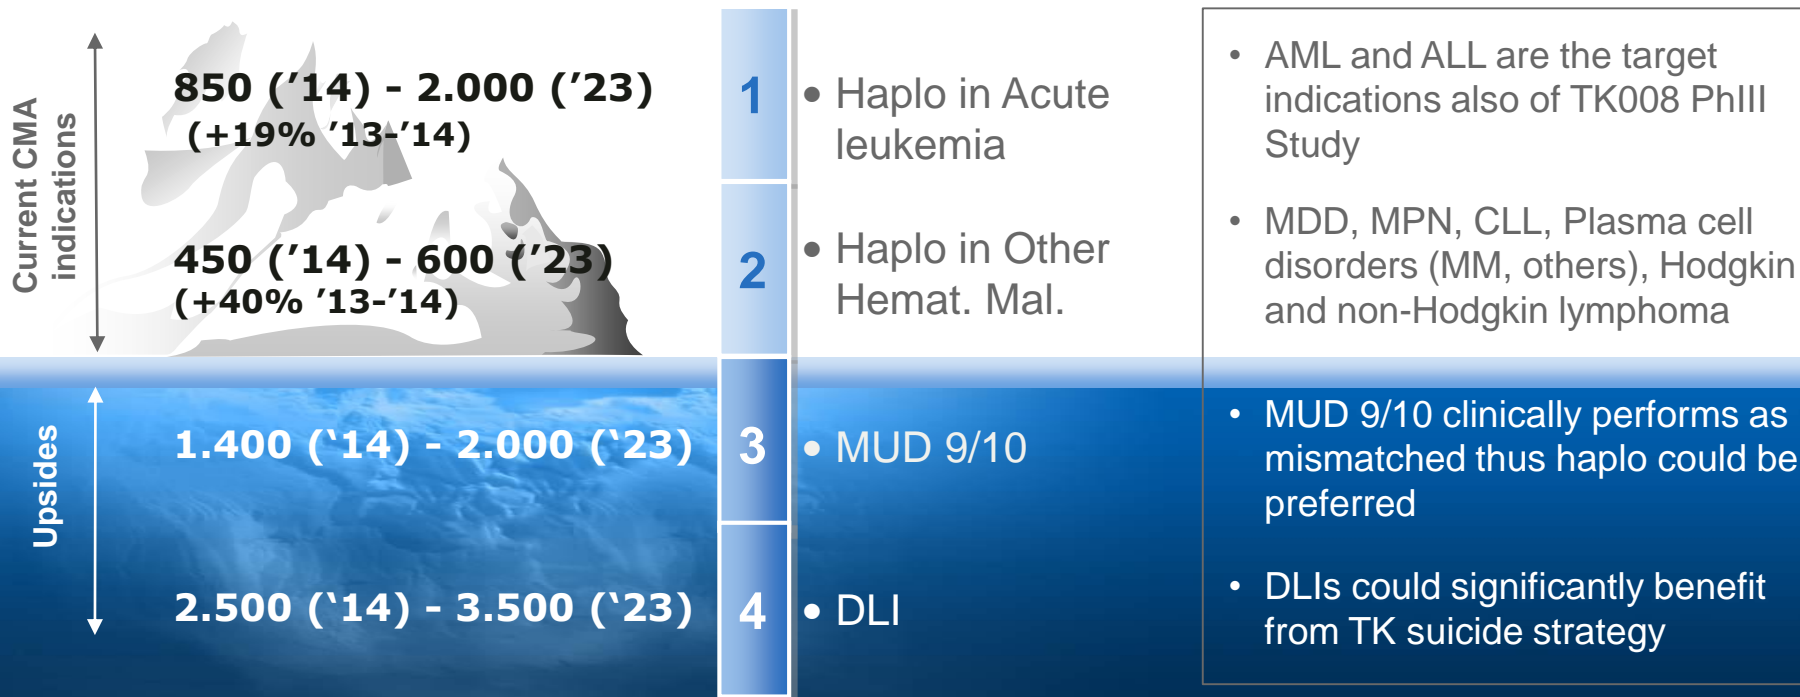 Current CMA
indications
850 (’14) - 2.000 (’23)
(+19% ’13-’14)
1
• Haplo in Acute
leukemia
• AML and ALL are the target
indications also of TK008 PhIII
Study
450 (’14) - 600 (’23)
(+40% ’13-’14)
2
• Haplo in Other
Hemat. Mal.
• MDD, MPN, CLL, Plasma cell
disorders (MM, others), Hodgkin
and non-Hodgkin lymphoma
Upsides
1.400 (‘14) - 2.000 (‘23)
3
• MUD 9/10
• MUD 9/10 clinically performs as
mismatched thus haplo could be
preferred
2.500 (‘14) - 3.500 (‘23)
4
• DLI
• DLIs could significantly benefit
from TK suicide strategy